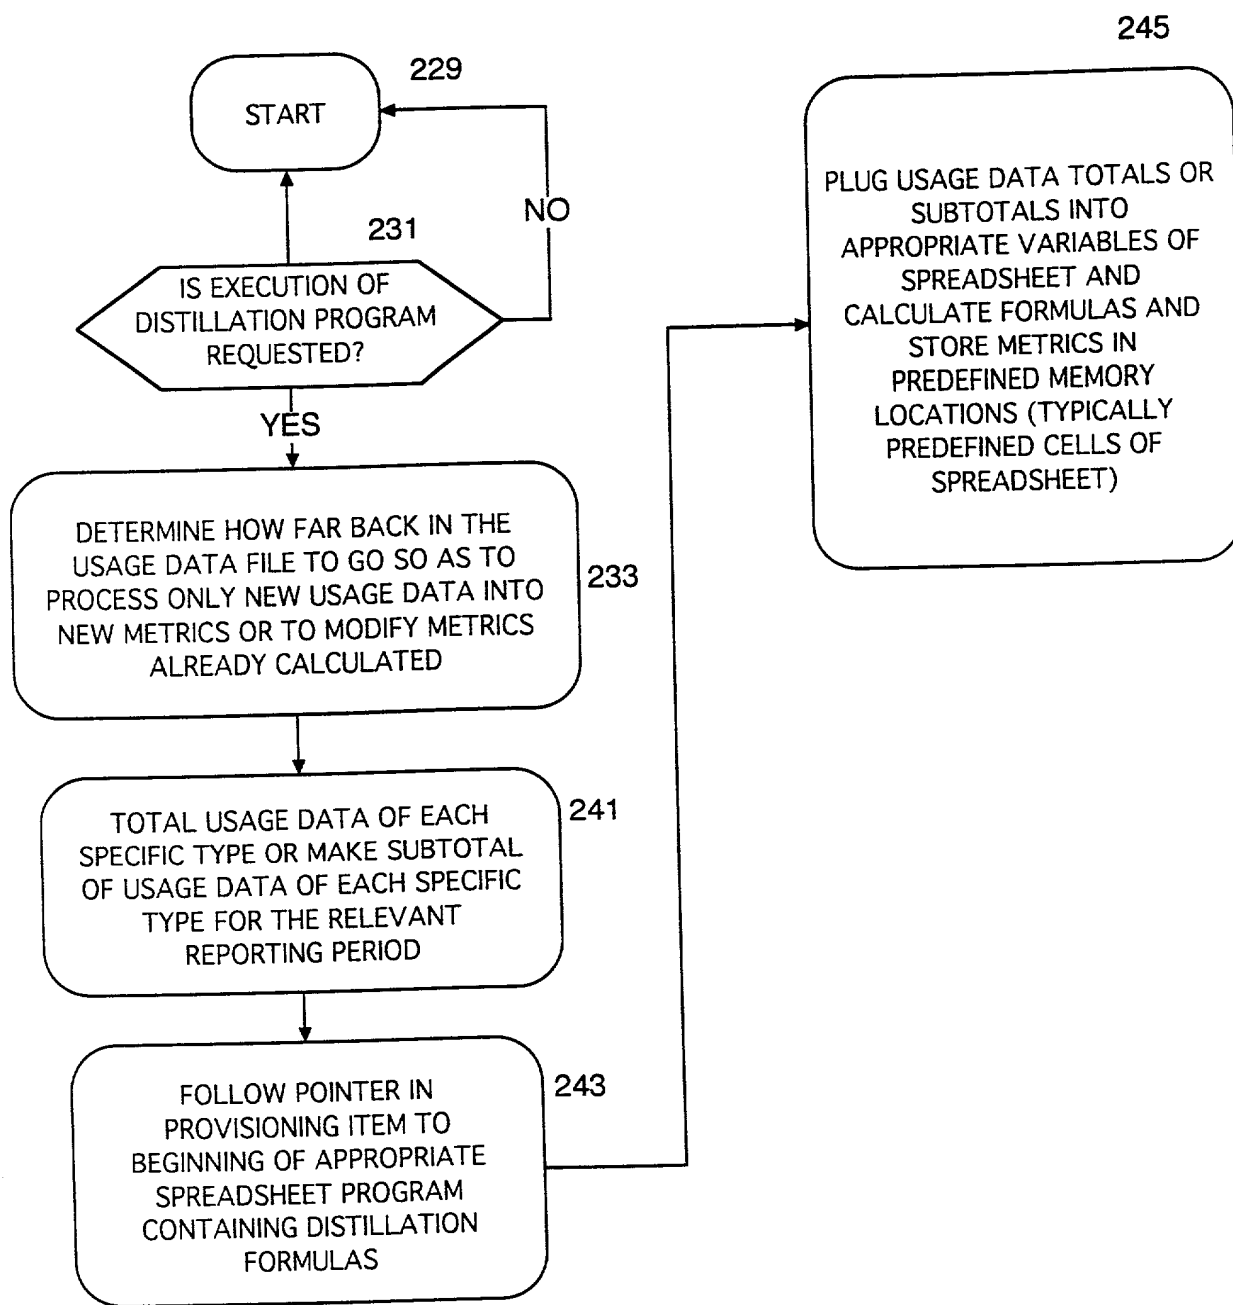 229
START
NO
231
IS EXECUTION OF
DISTILLATION PROGRAM
REQUESTED?
YES
DETERMINE HOW FAR BACK IN THE
USAGE DATA FILE TO GO SO AS TO
PROCESS ONLY NEW USAGE DATA INTO
NEW METRICS OR TO MODIFY METRICS
ALREADY CALCULATED
233
TOTAL USAGE DATA OF EACH
SPECIFIC TYPE OR MAKE SUBTOTAL
OF USAGE DATA OF EACH SPECIFIC
TYPE FOR THE RELEVANT
REPORTING PERIOD
241
FOLLOW POINTER IN
PROVISIONING ITEM TO
BEGINNING OF APPROPRIATE
SPREADSHEET PROGRAM
CONTAINING DISTILLATION
FORMULAS
243
245
PLUG USAGE DATA TOTALS OR
SUBTOTALS INTO
APPROPRIATE VARIABLES OF
SPREADSHEET AND
CALCULATE FORMULAS AND
STORE METRICS IN
PREDEFINED MEMORY
LOCATIONS (TYPICALLY
PREDEFINED CELLS OF
SPREADSHEET)